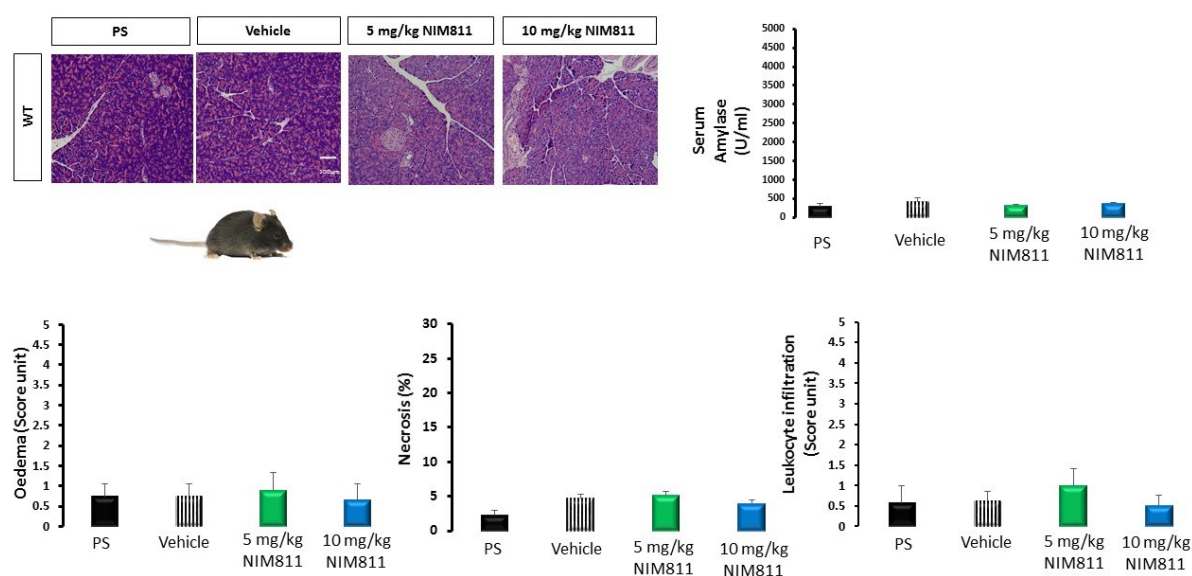 PS
Vehicle
5 mg/kg NIM811
10 mg/kg NIM811
WT
100µm
Serum
Amylase
(U/ml)
5000
4500
4000
3500
3000
2500
2000
1500
1000
500
0
PS
Vehicle
5 mg/kg
NIM811
10 mg/kg
NIM811
Oedema (Score unit)
5
4.5
4
3.5
3
2.5
2
1.5
1
0.5
0
PS
Vehicle
5 mg/kg
NIM811
10 mg/kg
NIM811
Necrosis (%)
30
25
20
15
10
5
0
PS
Vehicle
5 mg/kg
NIM811
10 mg/kg
NIM811
Leukocyte infiltration
(Score unit)
5
4.5
4
3.5
3
2.5
2
1.5
1
0.5
0
PS
Vehicle
5 mg/kg
NIM811
10 mg/kg
NIM811